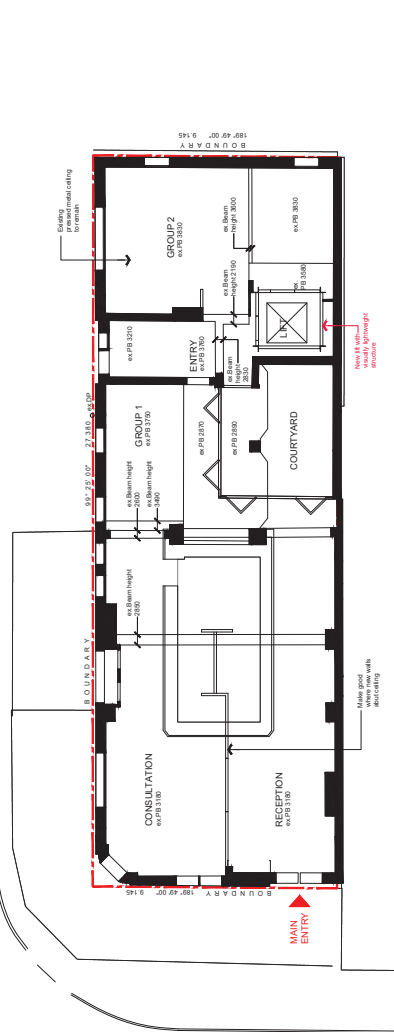 189° 49' 00"   9.145
BOUNDARY
Existing
pressed metal ceiling
to remain
GROUP 2
ex.PB 3830
ex.Beam
height 3600
ex.PB 3830
ex.Beam
height 2190
ex.
PB 3580
LIFT
New lift with
visually lightweight
structure
ex.PB 3210
ENTRY
ex.PB 3760
ex.Beam
height
2830
99° 25' 00"   27.380
ex.DP
GROUP 1
ex.PB 3750
ex.PB 2870
ex.PB 2890
COURTYARD
ex.Beam height
2600
ex.Beam height
3490
ex.Beam height
2850
BOUNDARY
CONSULTATION
ex.PB 3180
RECEPTION
ex.PB 3180
Make good
where new walls
abut ceiling
189° 49' 00"   9.145
BOUNDARY
MAIN
ENTRY